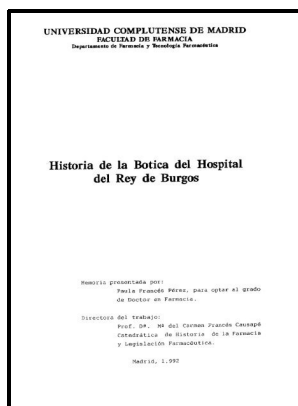 UNIVERSIDAD COMPLUTENSE DE MADRID
FACULTAD DE FARMACIA
Departamento de Farmacia y Tecnología Farmacéutica
Historia de la Botica del Hospital
del Rey de Burgos
Memoria presentada por:
Paula Francés Pérez, para optar al grado
de Doctor en Farmacia.
Directora del trabajo:
Prof. Dª. Mª del Carmen Francés Causapé
Catedrática de Historia de la Farmacia
y Legislación Farmacéutica.
Madrid, 1.992